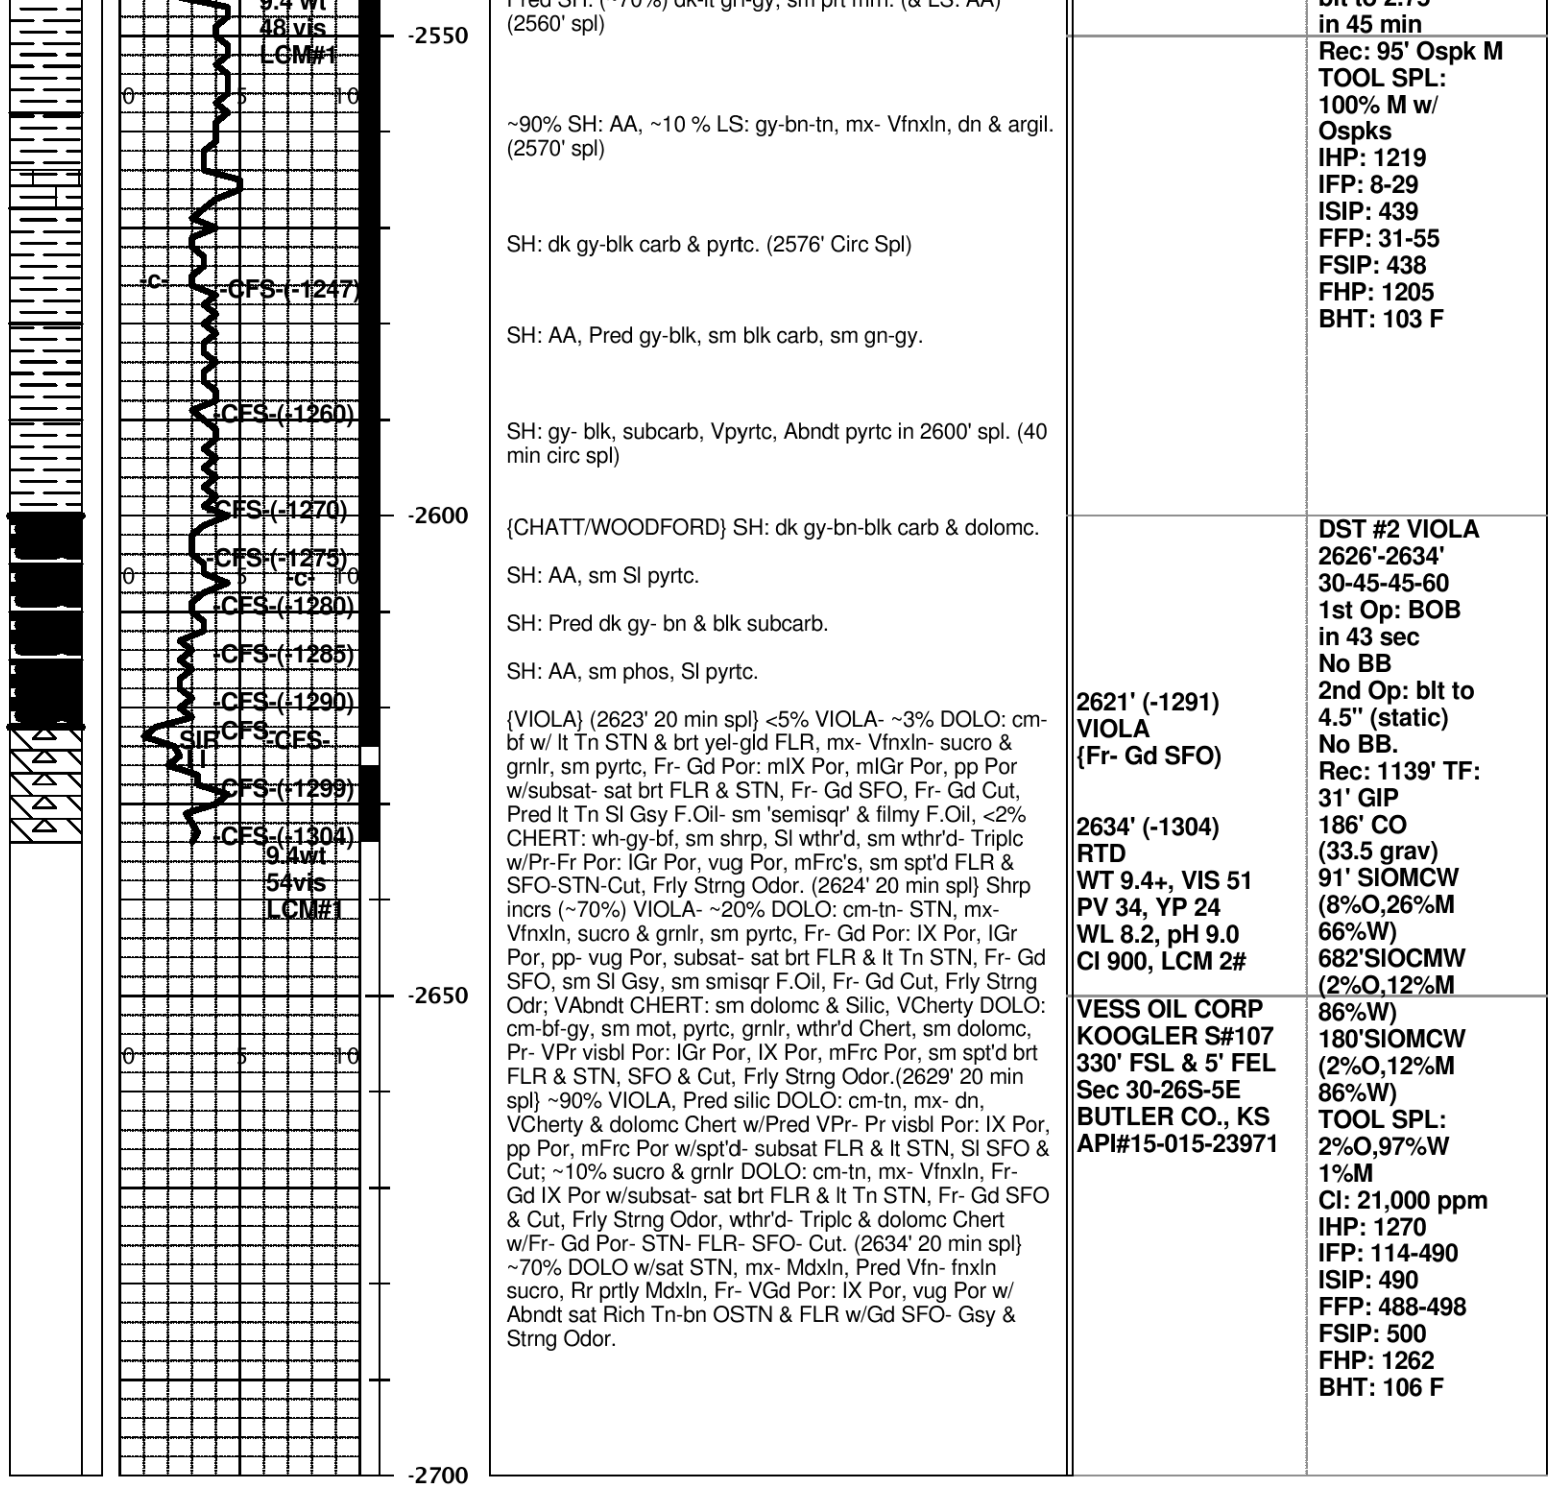 9.4 wt
48 vis
LCM#1
0 5 10
-c-
-CFS-(-1247)
-CFS-(-1260)
-CFS-(-1270)
-CFS-(-1275)
0 5 -c- 10
-CFS-(-1280)
-CFS-(-1285)
-CFS-(-1290)
CFS-
SIR -CFS-
-CFS-(-1299)
-CFS-(-1304)
9.4wt
54vis
LCM#1
0 5 10
-2550
-2600
-2650
-2700
Pred SH: (~70%) dk-lt gn-gy, sm prt mm. (& LS: AA)
(2560' spl)
~90% SH: AA, ~10 % LS: gy-bn-tn, mx- Vfnxln, dn & argil.
(2570' spl)
SH: dk gy-blk carb & pyrtc. (2576' Circ Spl)
SH: AA, Pred gy-blk, sm blk carb, sm gn-gy.
SH: gy- blk, subcarb, Vpyrtc, Abndt pyrtc in 2600' spl. (40
min circ spl)
{CHATT/WOODFORD} SH: dk gy-bn-blk carb & dolomc.
SH: AA, sm Sl pyrtc.
SH: Pred dk gy- bn & blk subcarb.
SH: AA, sm phos, Sl pyrtc.
{VIOLA} (2623' 20 min spl} <5% VIOLA- ~3% DOLO: cm-
bf w/ lt Tn STN & brt yel-gld FLR, mx- Vfnxln- sucro &
grnlr, sm pyrtc, Fr- Gd Por: mIX Por, mIGr Por, pp Por
w/subsat- sat brt FLR & STN, Fr- Gd SFO, Fr- Gd Cut,
Pred lt Tn Sl Gsy F.Oil- sm 'semisqr' & filmy F.Oil, <2%
CHERT: wh-gy-bf, sm shrp, Sl wthr'd, sm wthr'd- Triplc
w/Pr-Fr Por: IGr Por, vug Por, mFrc's, sm spt'd FLR &
SFO-STN-Cut, Frly Strng Odor. (2624' 20 min spl} Shrp
incrs (~70%) VIOLA- ~20% DOLO: cm-tn- STN, mx-
Vfnxln, sucro & grnlr, sm pyrtc, Fr- Gd Por: IX Por, IGr
Por, pp- vug Por, subsat- sat brt FLR & lt Tn STN, Fr- Gd
SFO, sm Sl Gsy, sm smisqr F.Oil, Fr- Gd Cut, Frly Strng
Odr; VAbndt CHERT: sm dolomc & Silic, VCherty DOLO:
cm-bf-gy, sm mot, pyrtc, grnlr, wthr'd Chert, sm dolomc,
Pr- VPr visbl Por: IGr Por, IX Por, mFrc Por, sm spt'd brt
FLR & STN, SFO & Cut, Frly Strng Odor.(2629' 20 min
spl} ~90% VIOLA, Pred silic DOLO: cm-tn, mx- dn,
VCherty & dolomc Chert w/Pred VPr- Pr visbl Por: IX Por,
pp Por, mFrc Por w/spt'd- subsat FLR & lt STN, Sl SFO &
Cut; ~10% sucro & grnlr DOLO: cm-tn, mx- Vfnxln, Fr-
Gd IX Por w/subsat- sat brt FLR & lt Tn STN, Fr- Gd SFO
& Cut, Frly Strng Odor, wthr'd- Triplc & dolomc Chert
w/Fr- Gd Por- STN- FLR- SFO- Cut. (2634' 20 min spl}
~70% DOLO w/sat STN, mx- Mdxln, Pred Vfn- fnxln
sucro, Rr prtly Mdxln, Fr- VGd Por: IX Por, vug Por w/
Abndt sat Rich Tn-bn OSTN & FLR w/Gd SFO- Gsy &
Strng Odor.
2621' (-1291)
VIOLA
{Fr- Gd SFO)
2634' (-1304)
RTD
WT 9.4+, VIS 51
PV 34, YP 24
WL 8.2, pH 9.0
Cl 900, LCM 2#
VESS OIL CORP
KOOGLER S#107
330' FSL & 5' FEL
Sec 30-26S-5E
BUTLER CO., KS
API#15-015-23971
blt to 2.75"
in 45 min
Rec: 95' Ospk M
TOOL SPL:
100% M w/
Ospks
IHP: 1219
IFP: 8-29
ISIP: 439
FFP: 31-55
FSIP: 438
FHP: 1205
BHT: 103 F
DST #2 VIOLA
2626'-2634'
30-45-45-60
1st Op: BOB
in 43 sec
No BB
2nd Op: blt to
4.5" (static)
No BB.
Rec: 1139' TF:
31' GIP
186' CO
(33.5 grav)
91' SIOMCW
(8%O,26%M
66%W)
682'SIOCMW
(2%O,12%M
86%W)
180'SIOMCW
(2%O,12%M
86%W)
TOOL SPL:
2%O,97%W
1%M
Cl: 21,000 ppm
IHP: 1270
IFP: 114-490
ISIP: 490
FFP: 488-498
FSIP: 500
FHP: 1262
BHT: 106 F